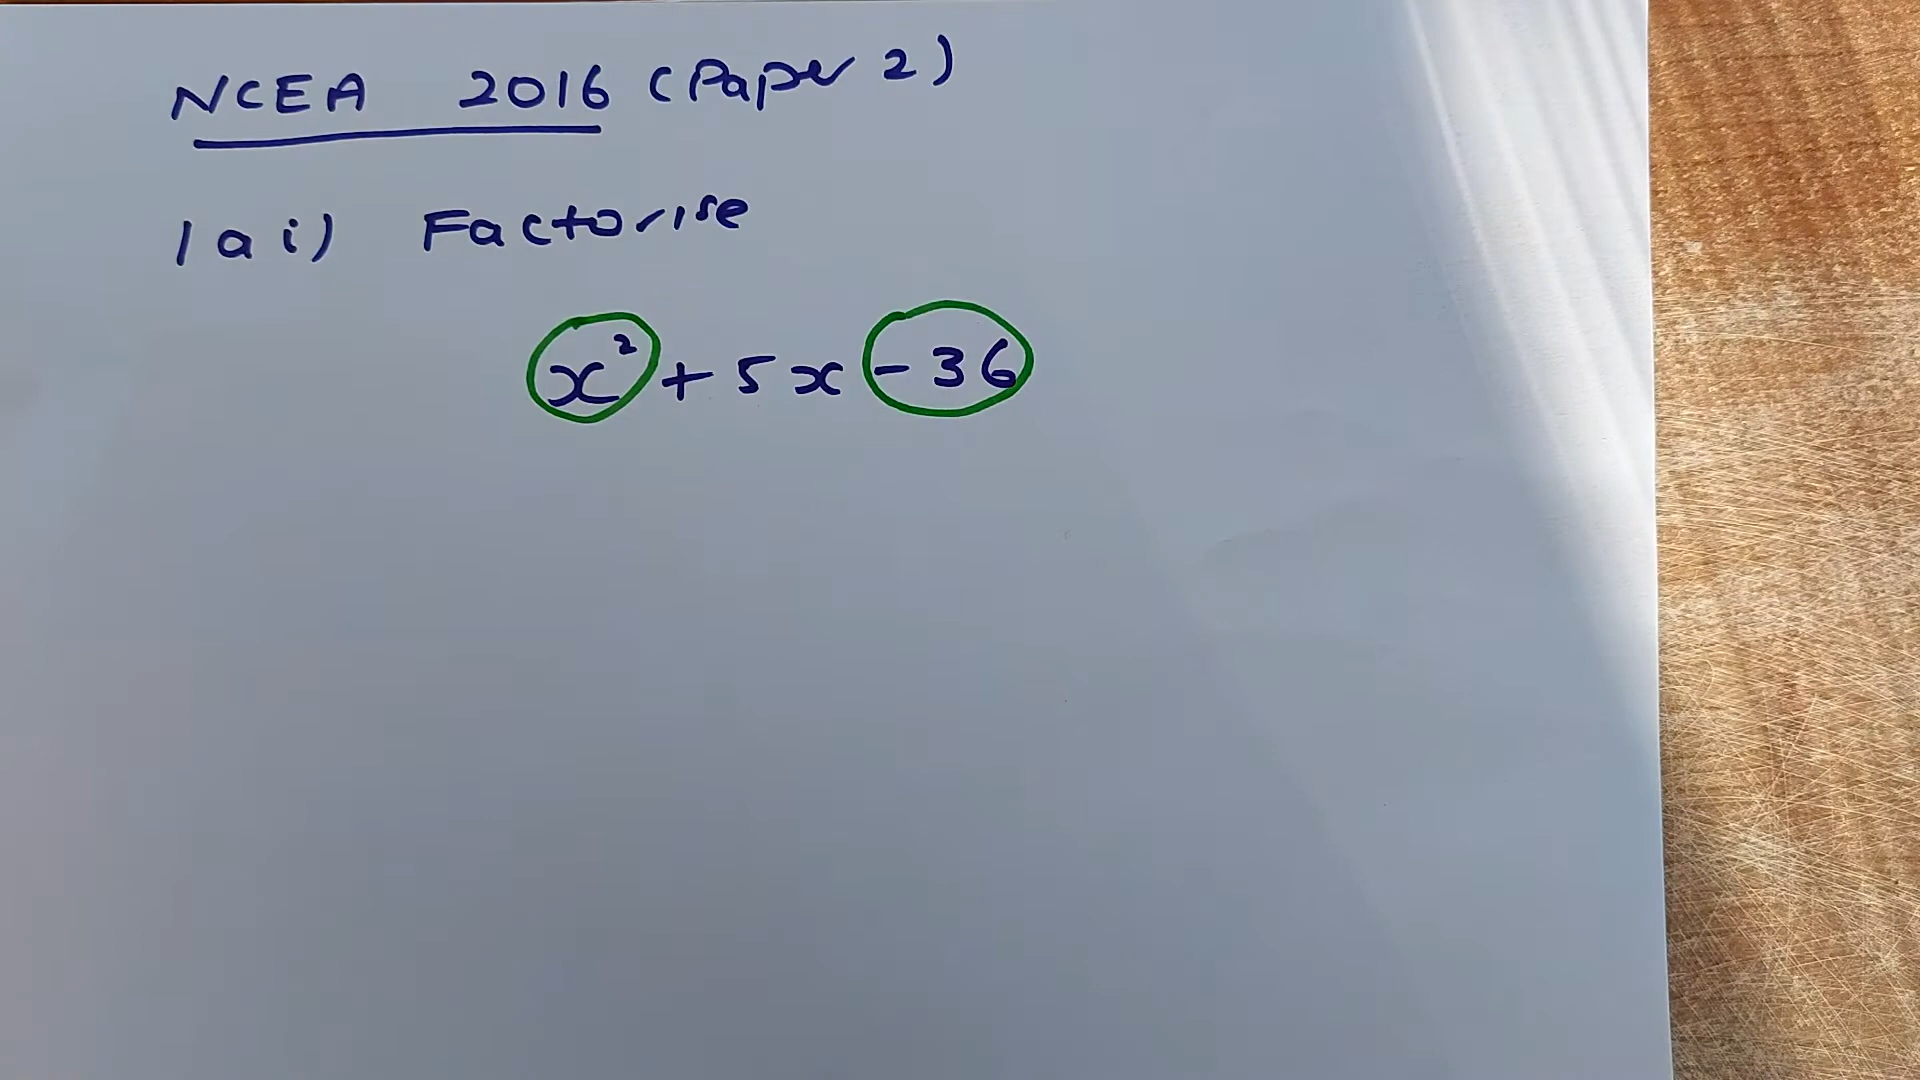 NCEA 2016 (Paper 2)
1 a i) Factorise
x² + 5x - 36